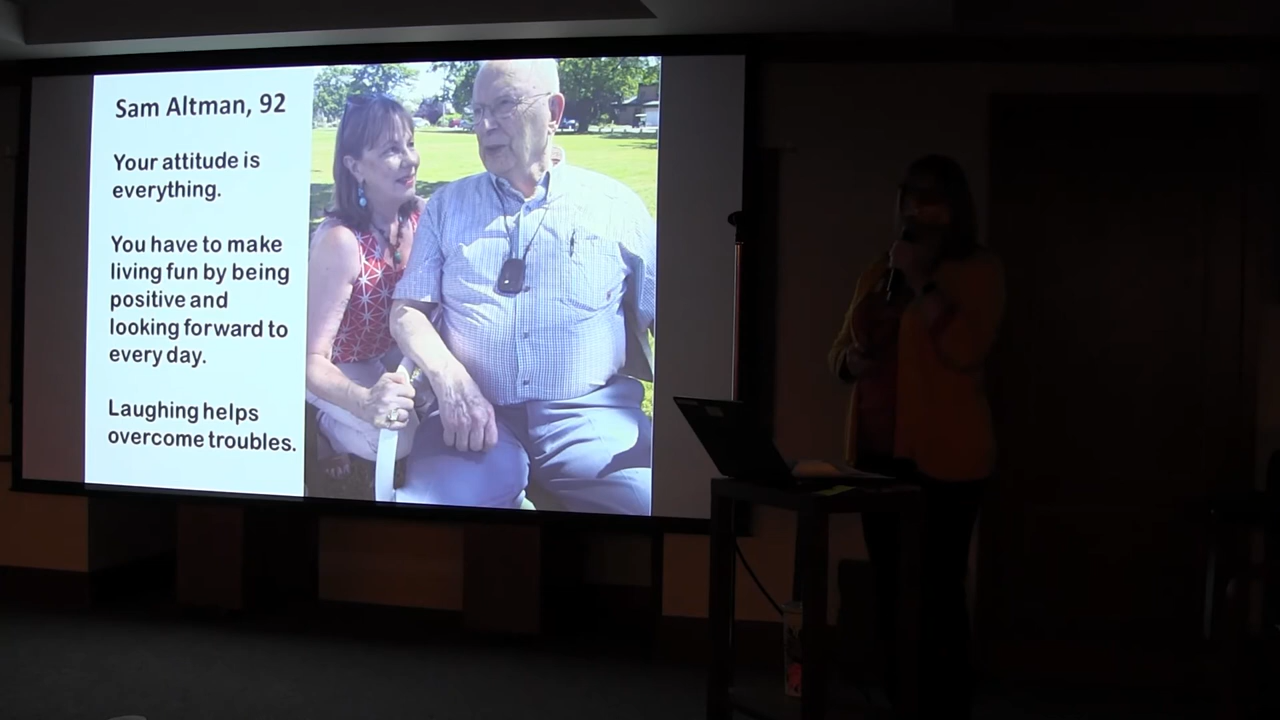 Sam Altman, 92
Your attitude is
everything.
You have to make
living fun by being
positive and
looking forward to
every day.
Laughing helps
overcome troubles.